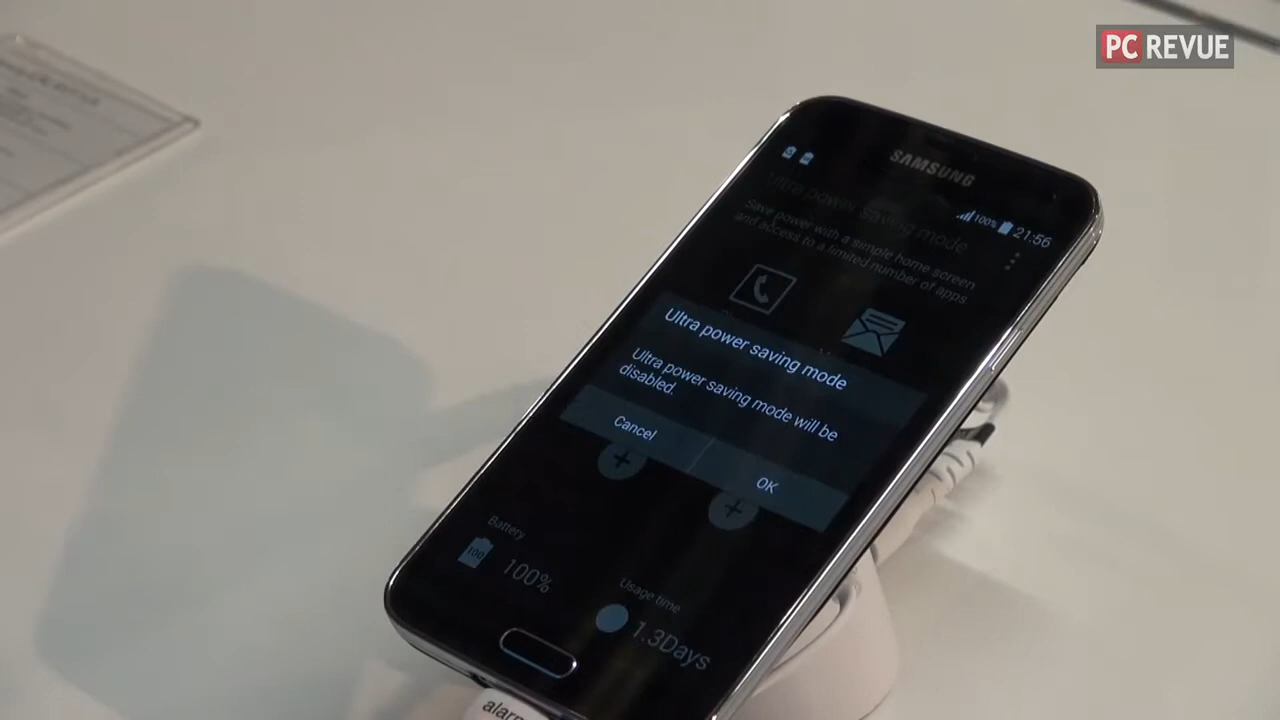 PC REVUE
SAMSUNG
100% 21:56
Ultra power saving mode
Save power with a simple home screen
and access to a limited number of apps
Ultra power saving mode
Ultra power saving mode will be
disabled.
Cancel
OK
Battery
100
100%
Usage time
1.3Days